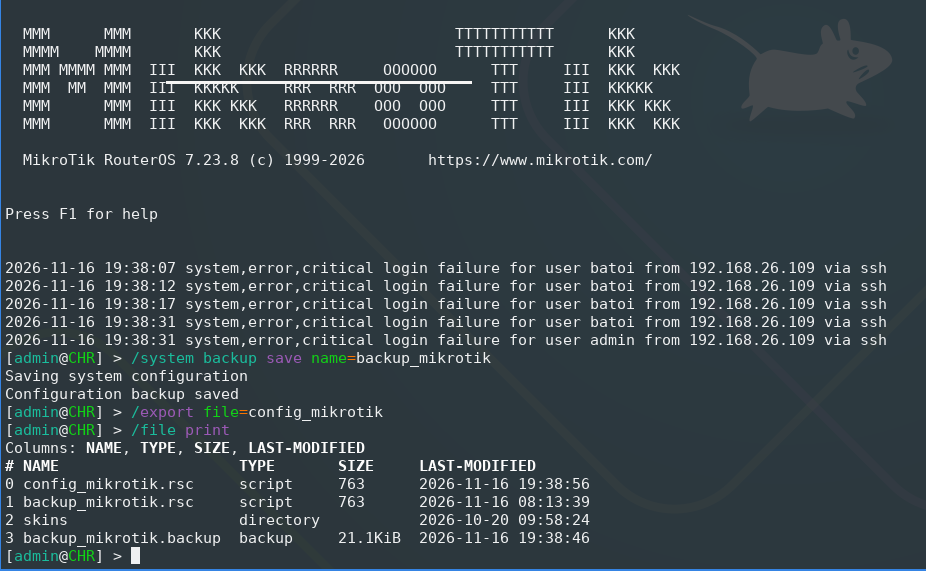 MMM      MMM       KKK                          TTTTTTTTTTT      KKK
  MMMM    MMMM       KKK                          TTTTTTTTTTT      KKK
  MMM MMMM MMM  III  KKK  KKK  RRRRRR     OOOOOO      TTT     III  KKK  KKK
  MMM  MM  MMM  III  KKKKK     RRR  RRR  OOO  OOO     TTT     III  KKKKK
  MMM      MMM  III  KKK KKK   RRRRRR    OOO  OOO     TTT     III  KKK KKK
  MMM      MMM  III  KKK  KKK  RRR  RRR   OOOOOO      TTT     III  KKK  KKK
  MikroTik RouterOS 7.23.8 (c) 1999-2026       https://www.mikrotik.com/
Press F1 for help
2026-11-16 19:38:07 system,error,critical login failure for user batoi from 192.168.26.109 via ssh
2026-11-16 19:38:12 system,error,critical login failure for user batoi from 192.168.26.109 via ssh
2026-11-16 19:38:17 system,error,critical login failure for user batoi from 192.168.26.109 via ssh
2026-11-16 19:38:31 system,error,critical login failure for user batoi from 192.168.26.109 via ssh
2026-11-16 19:38:31 system,error,critical login failure for user admin from 192.168.26.109 via ssh
[admin@CHR] > /system backup save name=backup_mikrotik
Saving system configuration
Configuration backup saved
[admin@CHR] > /export file=config_mikrotik
[admin@CHR] > /file print
Columns: NAME, TYPE, SIZE, LAST-MODIFIED
# NAME                    TYPE       SIZE     LAST-MODIFIED
0 config_mikrotik.rsc     script     763      2026-11-16 19:38:56
1 backup_mikrotik.rsc     script     763      2026-11-16 08:13:39
2 skins                   directory           2026-10-20 09:58:24
3 backup_mikrotik.backup  backup     21.1KiB  2026-11-16 19:38:46
[admin@CHR] >